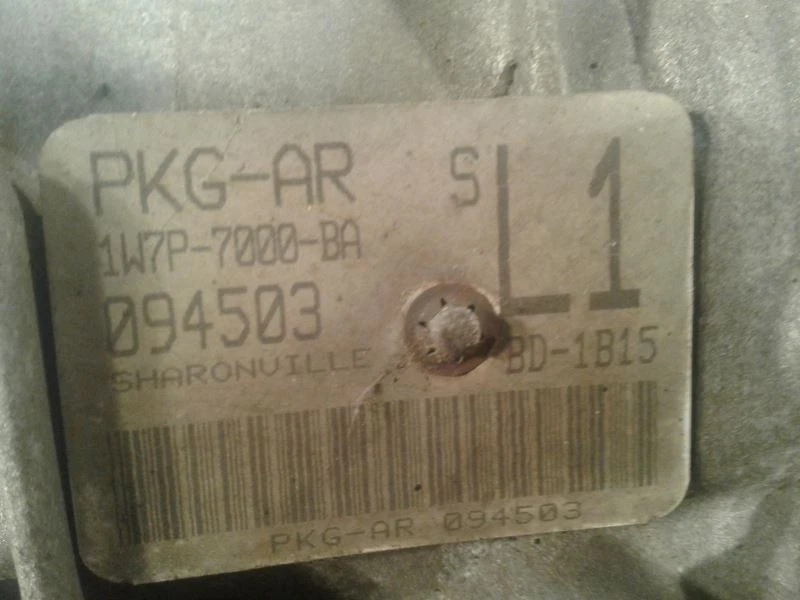 PKG-AR S L1
1W7P-7000-BA
094503
SHARONVILLE BD-1B15
PKG-AR 094503